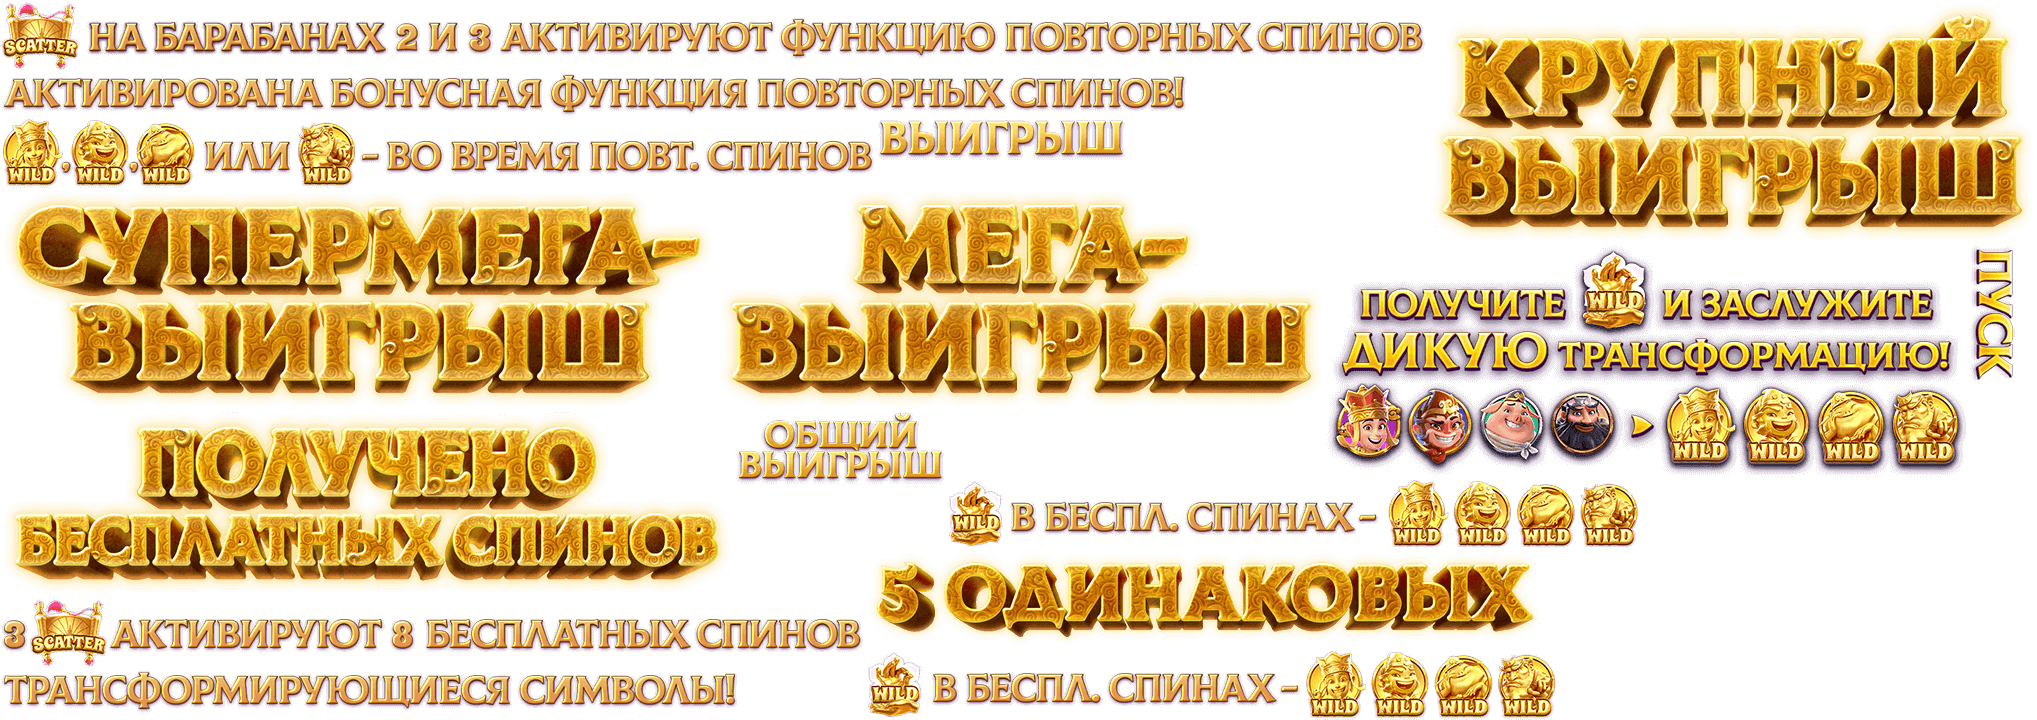 SCATTER НА БАРАБАНАХ 2 И 3 АКТИВИРУЮТ ФУНКЦИЮ ПОВТОРНЫХ СПИНОВ
АКТИВИРОВАНА БОНУСНАЯ ФУНКЦИЯ ПОВТОРНЫХ СПИНОВ!
WILD, WILD, WILD ИЛИ WILD - ВО ВРЕМЯ ПОВТ. СПИНОВ
ВЫИГРЫШ
КРУПНЫЙ
ВЫИГРЫШ
СУПЕРМЕГА-
ВЫИГРЫШ
МЕГА-
ВЫИГРЫШ
ПОЛУЧИТЕ WILD И ЗАСЛУЖИТЕ
ДИКУЮ ТРАНСФОРМАЦИЮ!
WILD WILD WILD WILD
ПУСК
ПОЛУЧЕНО
БЕСПЛАТНЫХ СПИНОВ
ОБЩИЙ
ВЫИГРЫШ
WILD В БЕСПЛ. СПИНАХ - WILD WILD WILD WILD
5 ОДИНАКОВЫХ
3 SCATTER АКТИВИРУЮТ 8 БЕСПЛАТНЫХ СПИНОВ
ТРАНСФОРМИРУЮЩИЕСЯ СИМВОЛЫ!
WILD В БЕСПЛ. СПИНАХ - WILD WILD WILD WILD